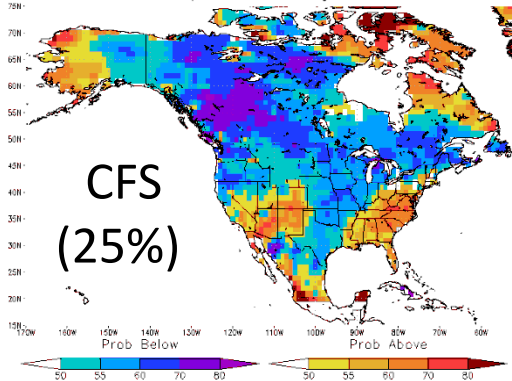 75N
70N
65N
60N
55N
50N
45N
40N
35N
30N
25N
20N
15N
CFS
(25%)
170W 160W 150W 140W 130W 120W 110W 100W 90W 80W 70W 60W
Prob Below Prob Above
50 55 60 70 80 50 55 60 70 80